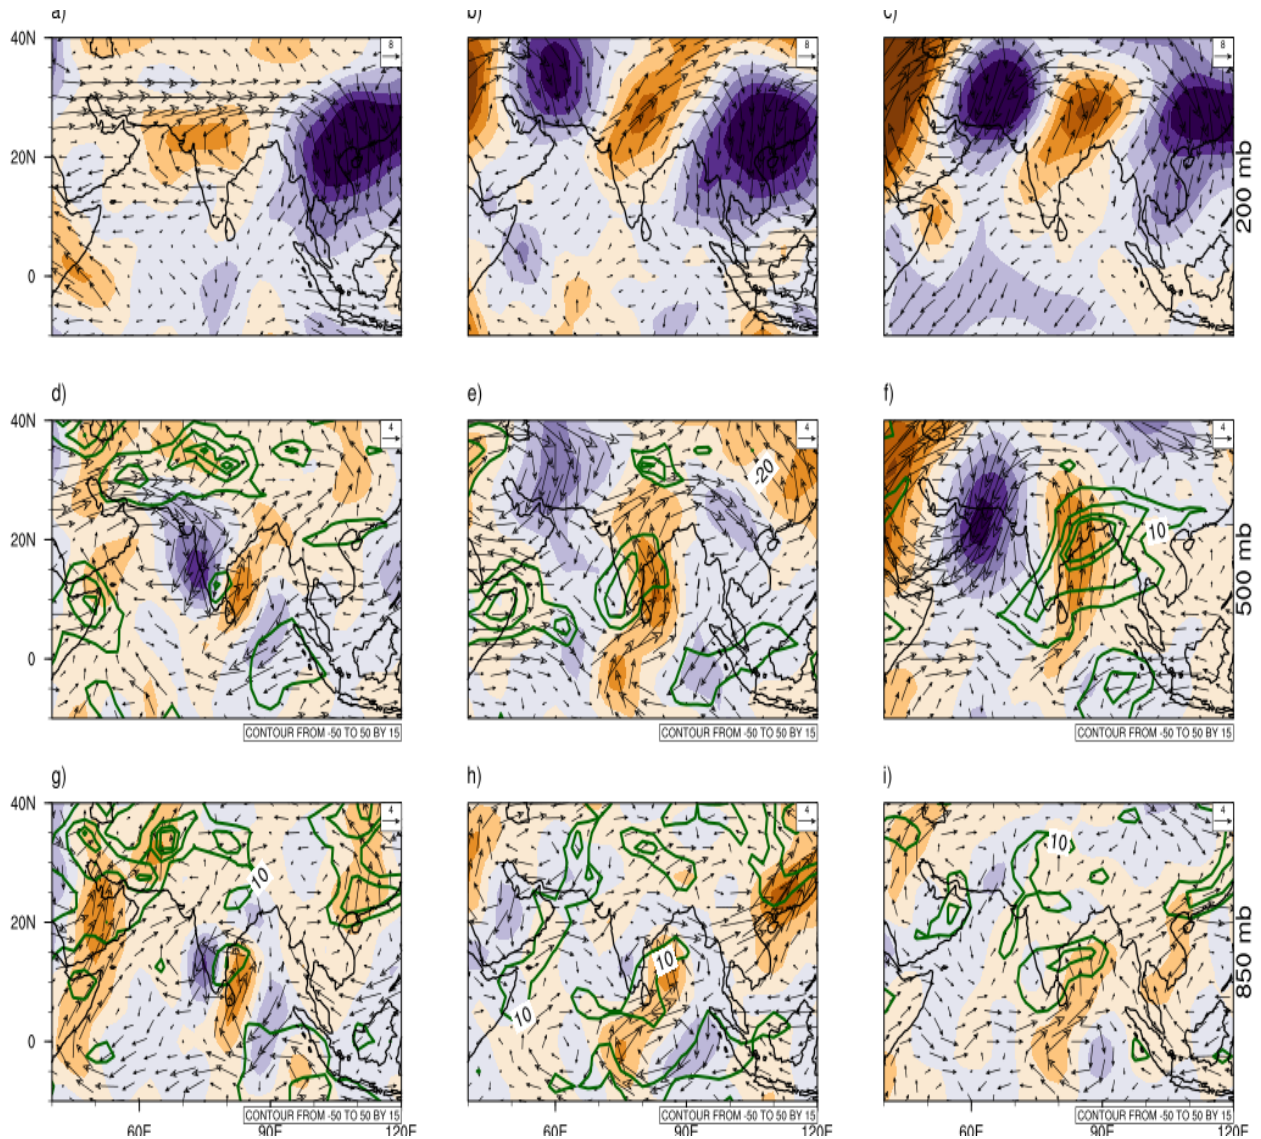 a) b) c)
40N 8 8 8
20N
0
200 mb
d) e) f)
40N 4 4 4
-20
10
20N
0
500 mb
CONTOUR FROM -50 TO 50 BY 15 CONTOUR FROM -50 TO 50 BY 15 CONTOUR FROM -50 TO 50 BY 15
g) h) i)
40N 4 4 4
10
10
20N
10
10
0
850 mb
CONTOUR FROM -50 TO 50 BY 15 CONTOUR FROM -50 TO 50 BY 15 CONTOUR FROM -50 TO 50 BY 15
60E 90E 60E 90E 60E 90E 120E